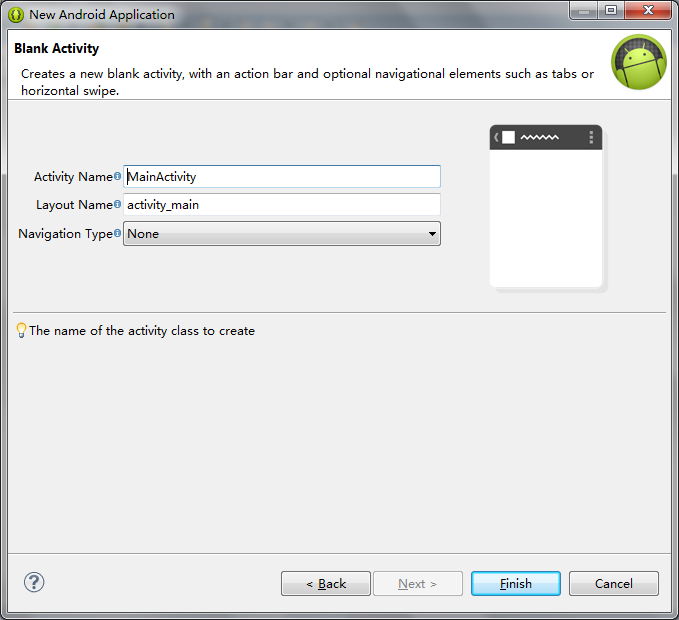 New Android Application
Blank Activity
Creates a new blank activity, with an action bar and optional navigational elements such as tabs or
horizontal swipe.
Activity Name MainActivity
Layout Name activity_main
Navigation Type None
The name of the activity class to create
< Back Next > Finish Cancel